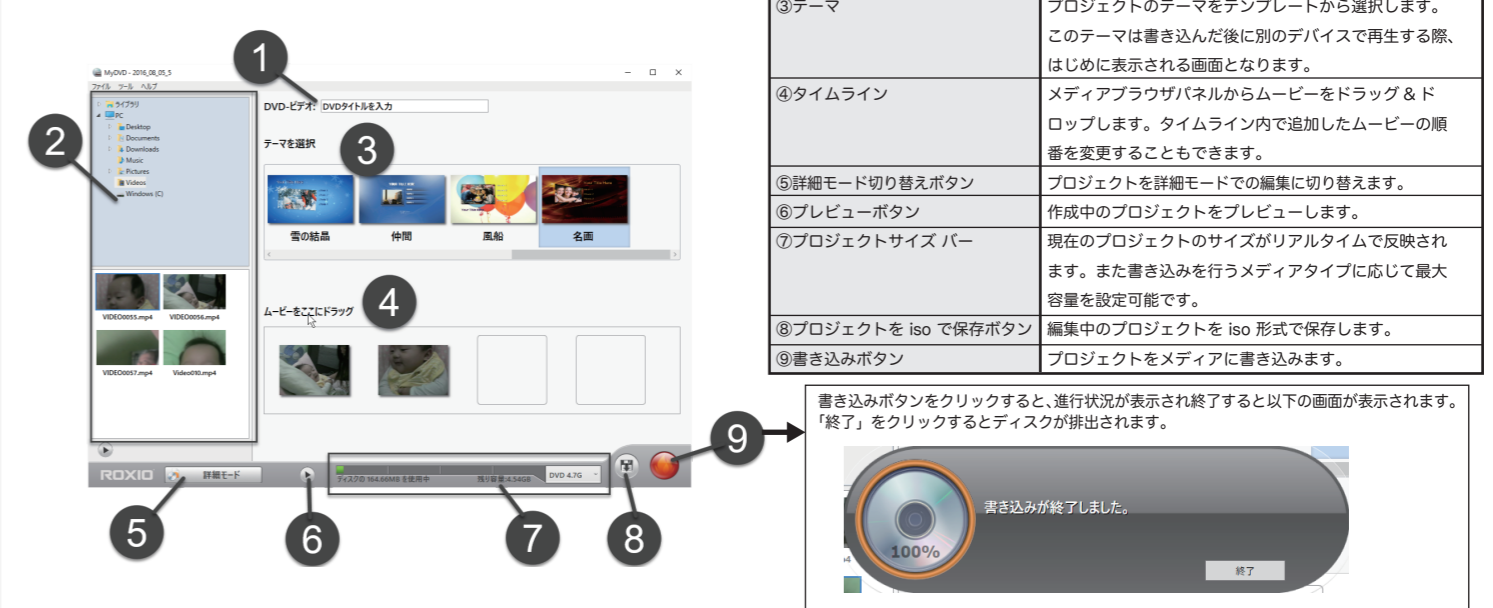 1
MyDVD - 2016_08_05_5
ファイル ツール ヘルプ
ライブラリ
PC
Desktop
Documents
Downloads
Music
Pictures
Videos
Windows (C)
2
DVD-ビデオ: DVDタイトルを入力
テーマを選択
3
雪の結晶 仲間 風船 名画
VIDEO0055.mp4 VIDEO0056.mp4
VIDEO0057.mp4 Video010.mp4
ムービーをここにドラッグ
4
ROXIO 詳細モード
ディスクの 164.66MB を使用中 残り容量:4.54GB DVD 4.7G
5
6
7
8
9
③テーマ プロジェクトのテーマをテンプレートから選択します。
このテーマは書き込んだ後に別のデバイスで再生する際、
はじめに表示される画面となります。
④タイムライン メディアブラウザパネルからムービーをドラッグ & ド
ロップします。タイムライン内で追加したムービーの順
番を変更することもできます。
⑤詳細モード切り替えボタン プロジェクトを詳細モードでの編集に切り替えます。
⑥プレビューボタン 作成中のプロジェクトをプレビューします。
⑦プロジェクトサイズ バー 現在のプロジェクトのサイズがリアルタイムで反映され
ます。また書き込みを行うメディアタイプに応じて最大
容量を設定可能です。
⑧プロジェクトを iso で保存ボタン 編集中のプロジェクトを iso 形式で保存します。
⑨書き込みボタン プロジェクトをメディアに書き込みます。
書き込みボタンをクリックすると、進行状況が表示され終了すると以下の画面が表示されます。
「終了」をクリックするとディスクが排出されます。
書き込みが終了しました。
100%
終了